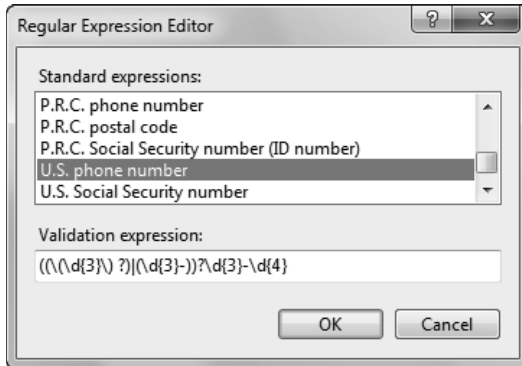 Regular Expression Editor
?
Standard expressions:
P.R.C. phone number
P.R.C. postal code
P.R.C. Social Security number (ID number)
U.S. phone number
U.S. Social Security number
Validation expression:
((\(\d{3}\) ?)|(\d{3}-))?\d{3}-\d{4}
OK Cancel